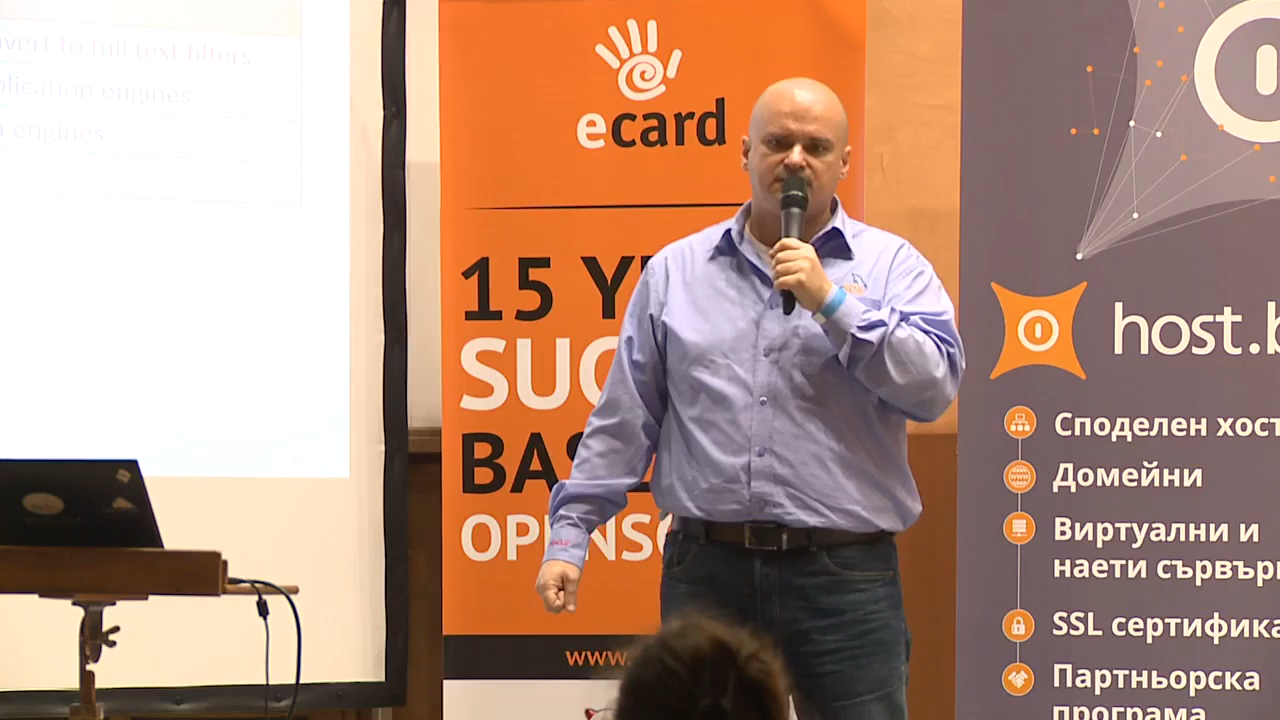 vert to full text filters
plication engines
engines
ecard
15 Y
SUC
BAS
OPENSO
www.
host.b
Споделен хост
Домейни
Виртуални и
наети сървър
SSL сертифика
Партньорска
програма